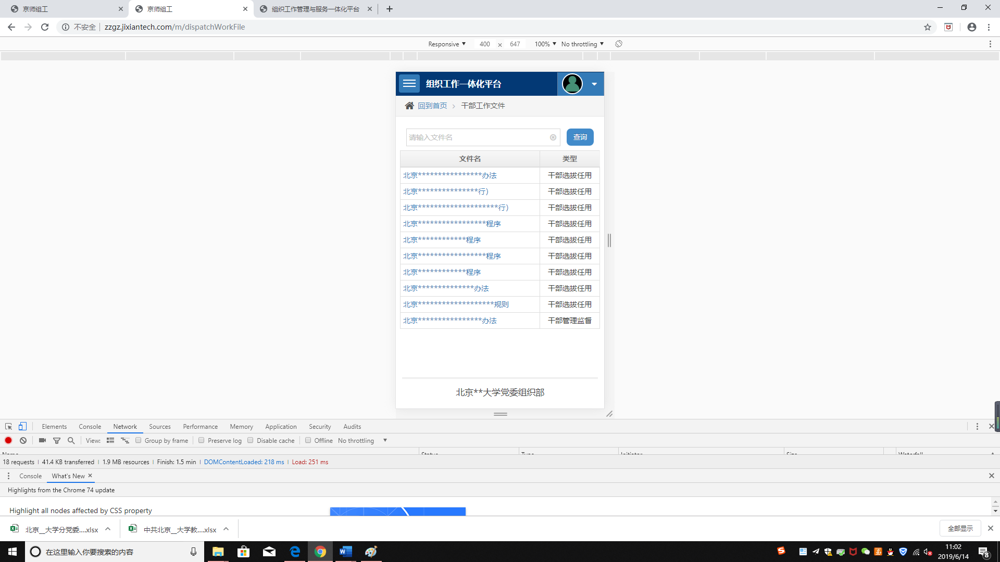 京师组工
京师组工
组织工作管理与服务一体化平台
不安全
zzgz.jixiantech.com/m/dispatchWorkFile
Responsive ▼ 400 × 647 100% ▼ No throttling ▼
组织工作一体化平台
回到首页 > 干部工作文件
请输入文件名
查询
文件名 类型
北京****************办法 干部选拔任用
北京***************行） 干部选拔任用
北京********************行） 干部选拔任用
北京*****************程序 干部选拔任用
北京************程序 干部选拔任用
北京*****************程序 干部选拔任用
北京************程序 干部选拔任用
北京**************办法 干部选拔任用
北京*******************规则 干部选拔任用
北京****************办法 干部管理监督
北京**大学党委组织部
Elements Console Network Sources Performance Memory Application Security Audits
View: Group by frame Preserve log Disable cache Offline No throttling ▼
Name Status Type Initiator Size Waterfall
18 requests | 41.4 KB transferred | 1.9 MB resources | Finish: 1.5 min | DOMContentLoaded: 218 ms | Load: 251 ms
Console What's New
Highlights from the Chrome 74 update
Highlight all nodes affected by CSS property
北京__大学分党委....xlsx
中共北京__大学教....xlsx
全部显示
在这里输入你要搜索的内容
11:02
2019/6/14
8